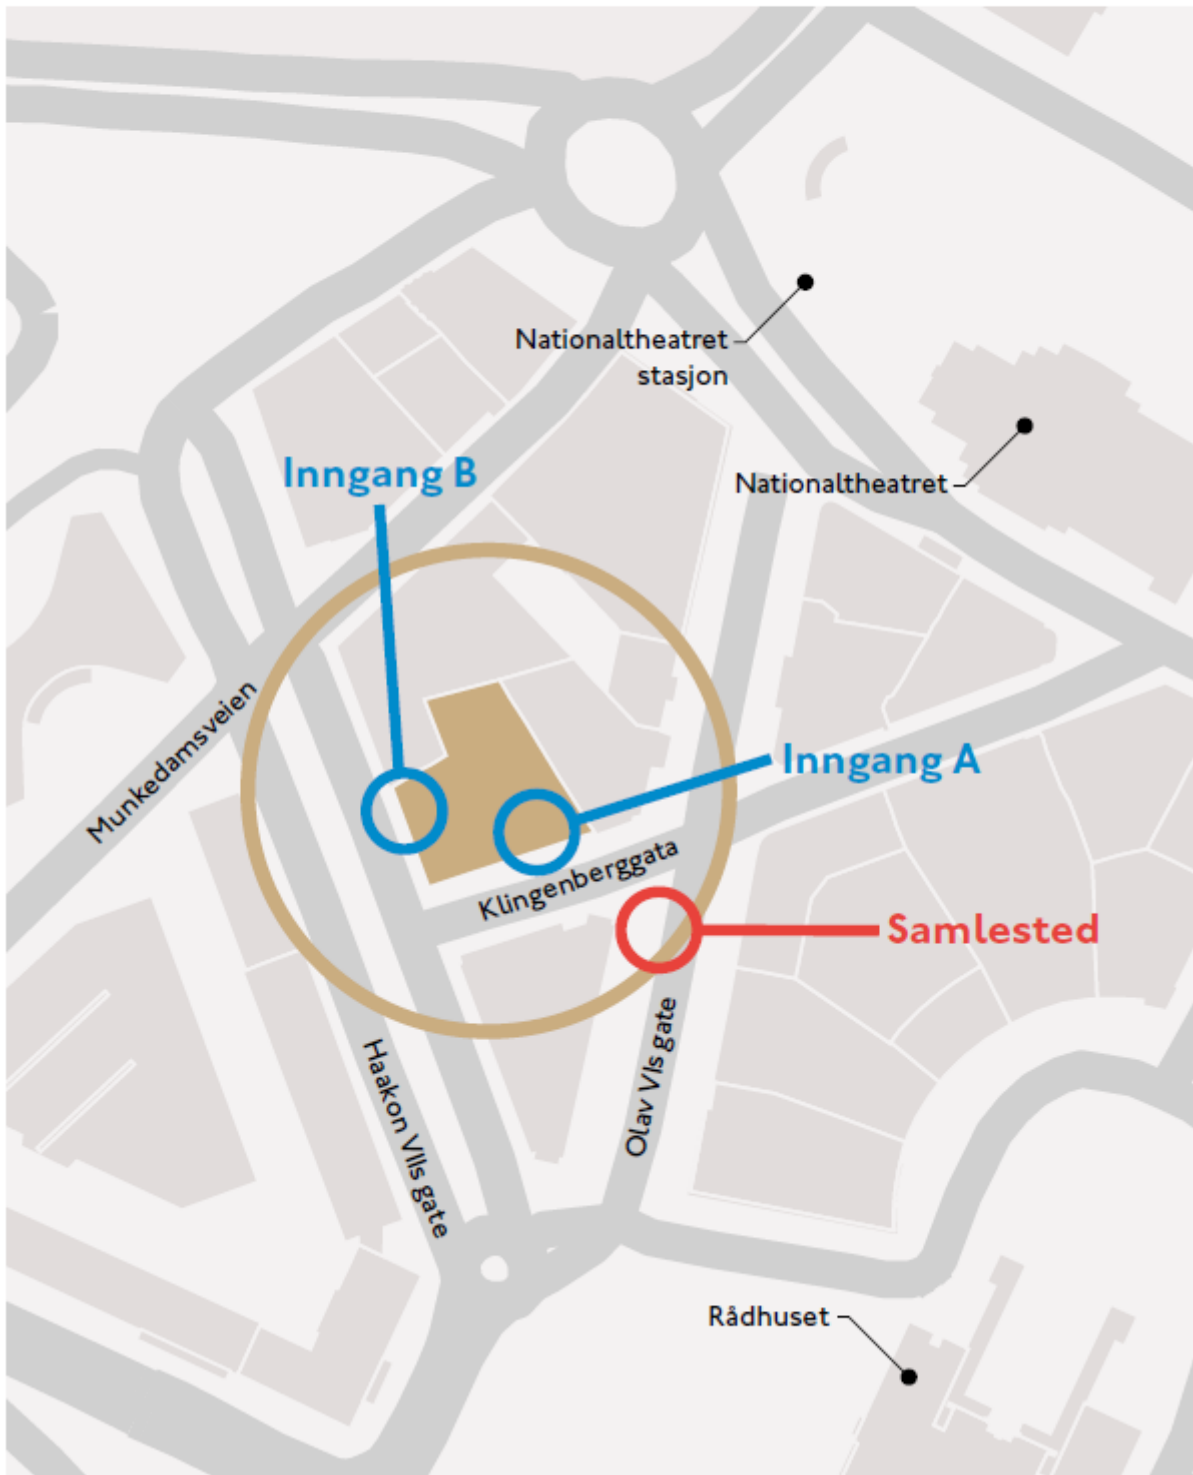 Nationaltheatret
stasjon
Inngang B
Nationaltheatret
Munkedamsveien
Inngang A
Klingenberggata
Samlested
Olav VIs gate
Haakon VIIs gate
Rådhuset